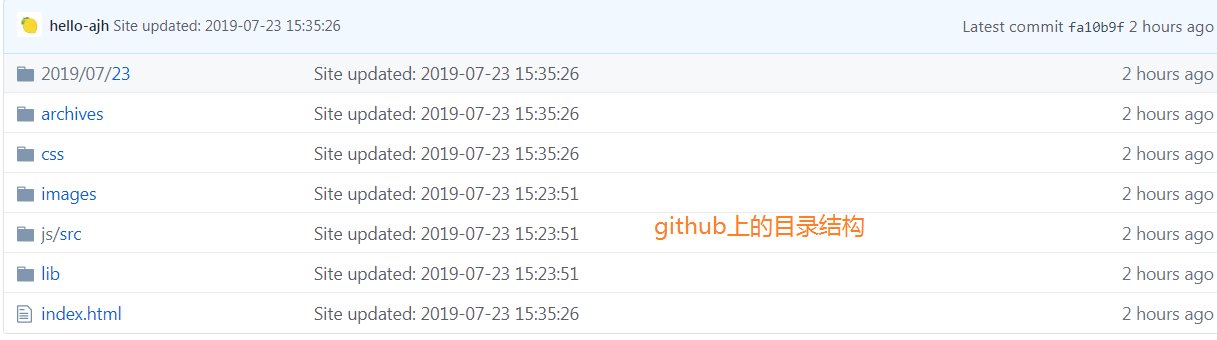 hello-ajh Site updated: 2019-07-23 15:35:26 Latest commit fa10b9f 2 hours ago
2019/07/23 Site updated: 2019-07-23 15:35:26 2 hours ago
archives Site updated: 2019-07-23 15:35:26 2 hours ago
css Site updated: 2019-07-23 15:35:26 2 hours ago
images Site updated: 2019-07-23 15:23:51 2 hours ago
js/src Site updated: 2019-07-23 15:23:51 2 hours ago
github上的目录结构
lib Site updated: 2019-07-23 15:23:51 2 hours ago
index.html Site updated: 2019-07-23 15:35:26 2 hours ago